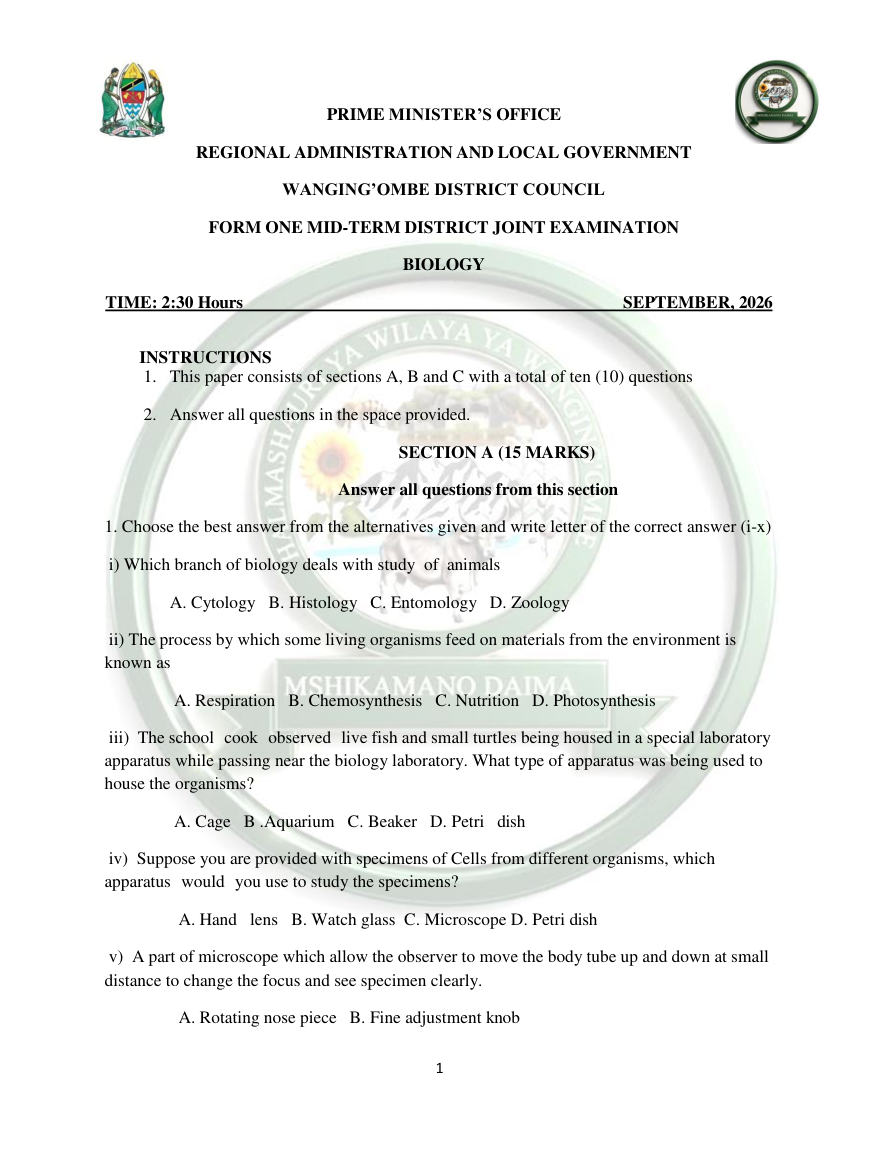 PRIME MINISTER'S OFFICE
REGIONAL ADMINISTRATION AND LOCAL GOVERNMENT
WANGING'OMBE DISTRICT COUNCIL
FORM ONE MID-TERM DISTRICT JOINT EXAMINATION
BIOLOGY
TIME: 2:30 Hours SEPTEMBER, 2026
INSTRUCTIONS
1. This paper consists of sections A, B and C with a total of ten (10) questions
2. Answer all questions in the space provided.
SECTION A (15 MARKS)
Answer all questions from this section
1. Choose the best answer from the alternatives given and write letter of the correct answer (i-x)
i) Which branch of biology deals with study of animals
A. Cytology B. Histology C. Entomology D. Zoology
ii) The process by which some living organisms feed on materials from the environment is
known as
MSHIKAMANO DAIMA
A. Respiration B. Chemosynthesis C. Nutrition D. Photosynthesis
iii) The school cook observed live fish and small turtles being housed in a special laboratory
apparatus while passing near the biology laboratory. What type of apparatus was being used to
house the organisms?
A. Cage B .Aquarium C. Beaker D. Petri dish
iv) Suppose you are provided with specimens of Cells from different organisms, which
apparatus would you use to study the specimens?
A. Hand lens B. Watch glass C. Microscope D. Petri dish
v) A part of microscope which allow the observer to move the body tube up and down at small
distance to change the focus and see specimen clearly.
A. Rotating nose piece B. Fine adjustment knob
1